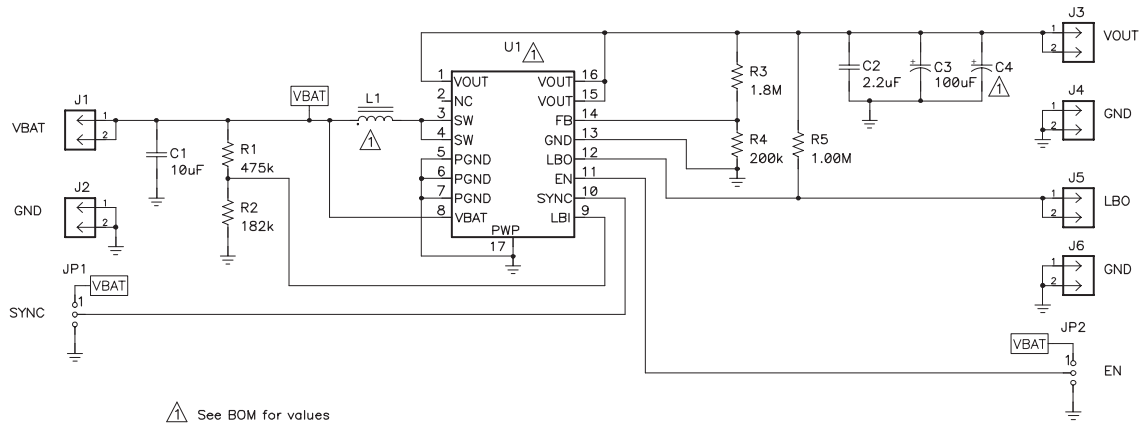 J3
1
2
VOUT
U1
1
J1
1
2
VBAT
VBAT
L1
1
1 VOUT
2 NC
3 SW
4 SW
5 PGND
6 PGND
7 PGND
8 VBAT
PWP
17
VOUT 16
VOUT 15
FB 14
GND 13
LBO 12
EN 11
SYNC 10
LBI 9
R3
1.8M
R4
200k
R5
1.00M
C2
2.2uF
+
C3
100uF
+
C4
1
J4
1
2
GND
C1
10uF
R1
475k
R2
182k
J2
1
2
GND
J5
1
2
LBO
J6
1
2
GND
JP1
VBAT
1
SYNC
JP2
VBAT
1
EN
1 See BOM for values